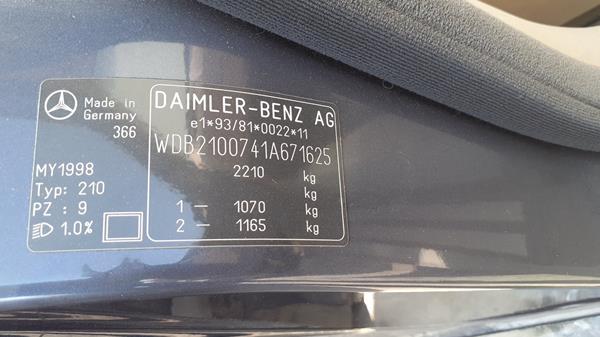 Made in
Germany
366
MY1998
Typ: 210
PZ : 9
1.0%
DAIMLER-BENZ AG
e1*93/81*0022*11
WDB2100741A671625
2210 kg
kg
1 — 1070 kg
2 — 1165 kg